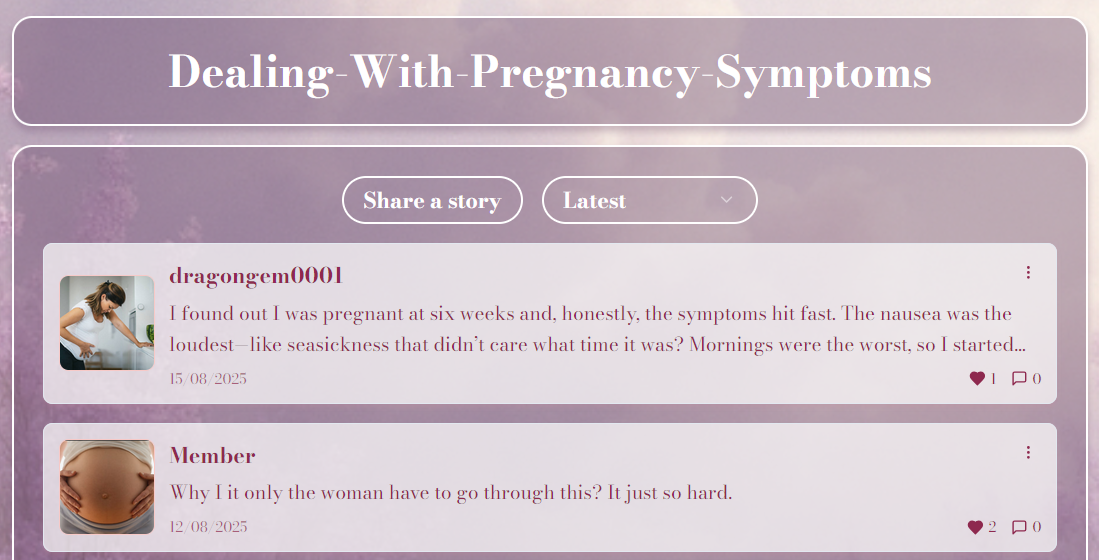 Dealing-With-Pregnancy-Symptoms
Share a story
Latest
dragongem0001
I found out I was pregnant at six weeks and, honestly, the symptoms hit fast. The nausea was the
loudest—like seasickness that didn’t care what time it was? Mornings were the worst, so I started...
15/08/2025
1
0
Member
Why I it only the woman have to go through this? It just so hard.
12/08/2025
2
0